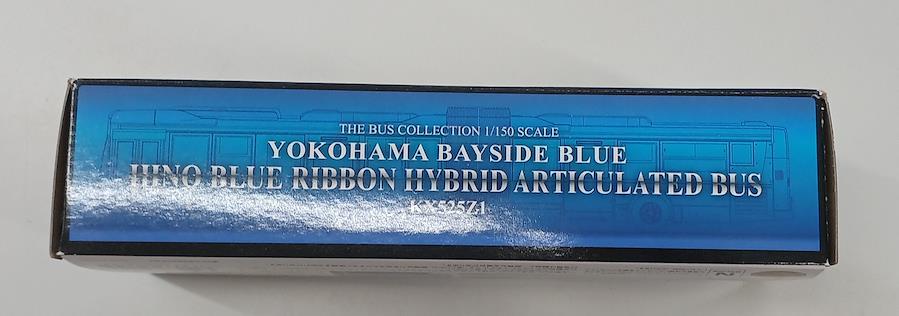 THE BUS COLLECTION 1/150 SCALE
YOKOHAMA BAYSIDE BLUE
HINO BLUE RIBBON HYBRID ARTICULATED BUS
KX525Z1